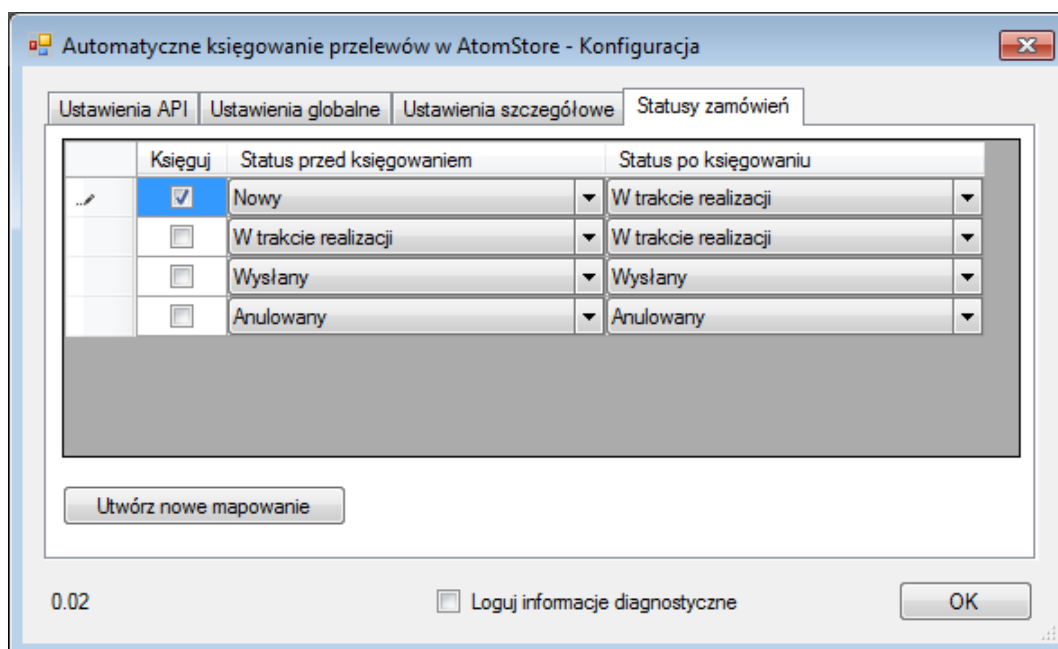 Automatyczne księgowanie przelewów w AtomStore - Konfiguracja
Ustawienia API Ustawienia globalne Ustawienia szczegółowe Statusy zamówień
Księguj Status przed księgowaniem Status po księgowaniu
Nowy W trakcie realizacji
W trakcie realizacji W trakcie realizacji
Wysłany Wysłany
Anulowany Anulowany
Utwórz nowe mapowanie
0.02 Loguj informacje diagnostyczne OK